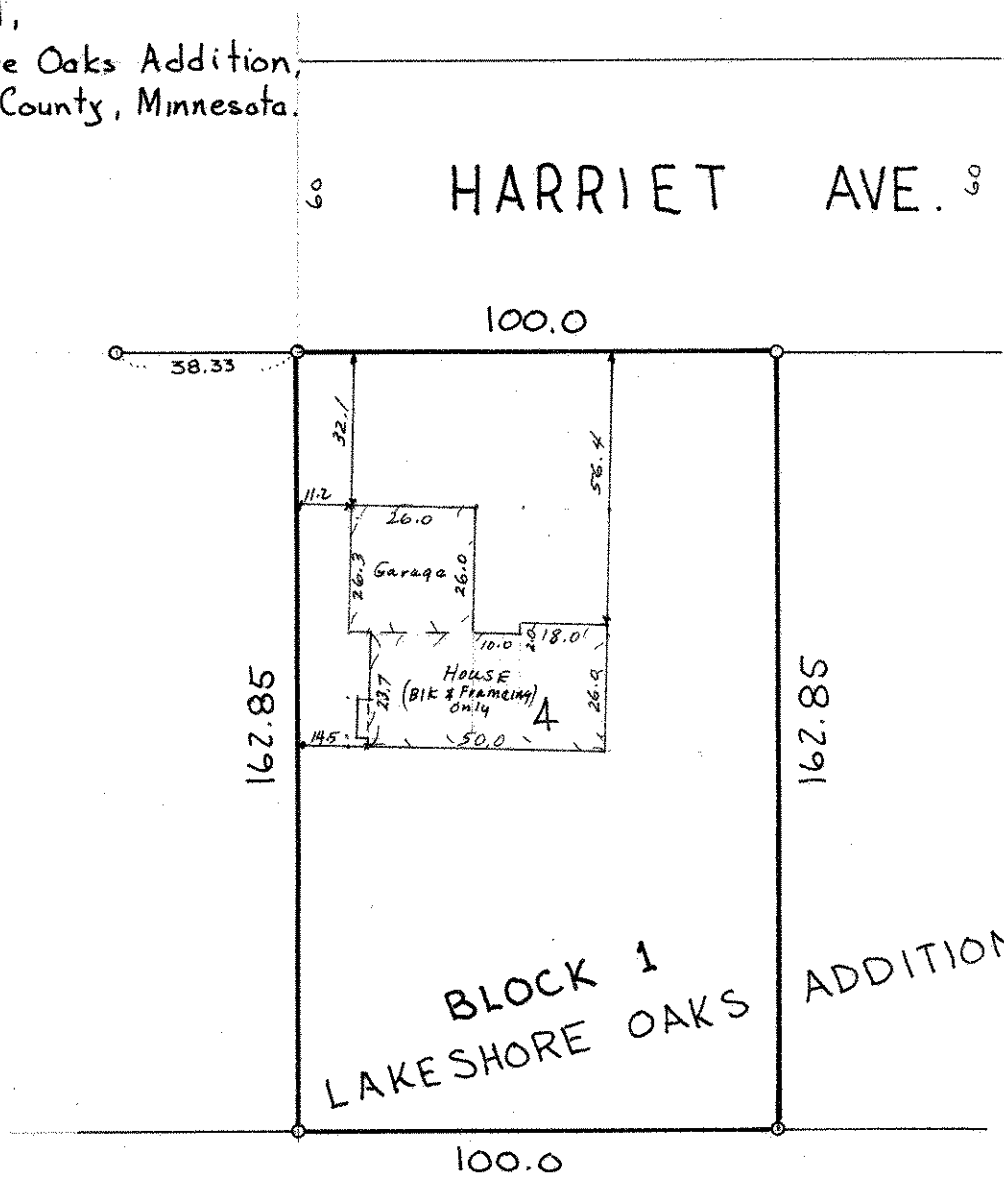 e Oaks Addition,
County, Minnesota.
60
HARRIET AVE.
60
100.0
38.33
32.1
56.4
11.2
26.0
26.3
Garage
26.0
10.0
2.0
18.0
House
(Blk & Frameing)
only
4
23.7
26.0
14.5
50.0
162.85
162.85
BLOCK 1
LAKESHORE OAKS ADDITION
100.0